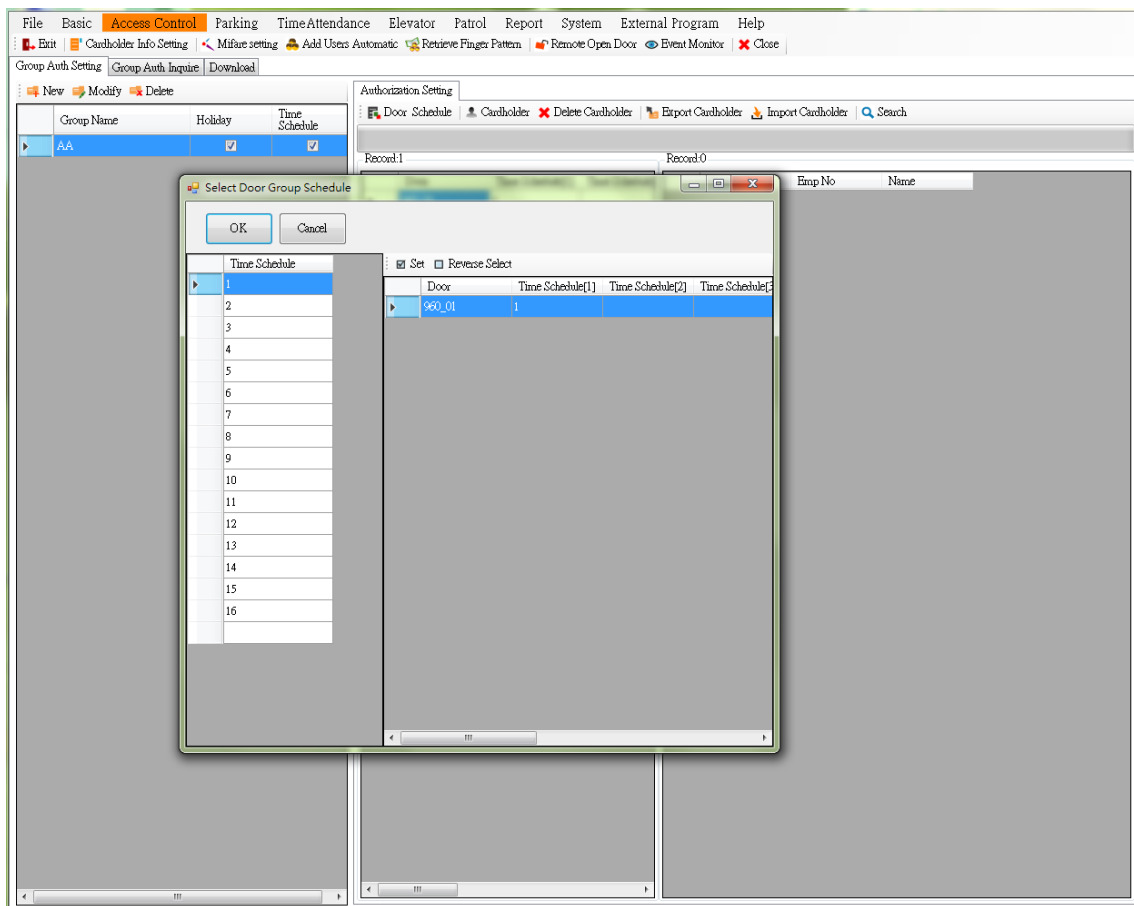 File Basic Access Control Parking TimeAttendance Elevator Patrol Report System External Program Help
Exit Cardholder Info Setting Mifare setting Add Users Automatic Retrieve Finger Pattern Remote Open Door Event Monitor Close
Group Auth Setting Group Auth Inquire Download
New Modify Delete
Group Name Holiday Time Schedule
AA
Authorization Setting
Door Schedule Cardholder Delete Cardholder Export Cardholder Import Cardholder Search
Record:1 Record:0
Emp No Name
Select Door Group Schedule
OK Cancel
Time Schedule
1
2
3
4
5
6
7
8
9
10
11
12
13
14
15
16
Set Reverse Select
Door Time Schedule[1] Time Schedule[2] Time Schedule[3
960_01 1